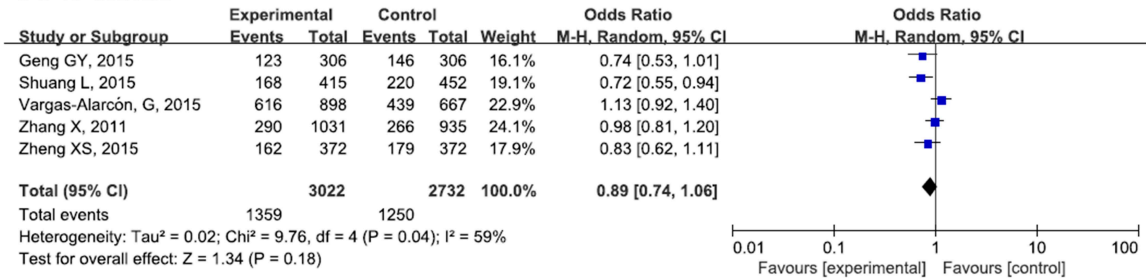 Experimental Control Odds Ratio Odds Ratio
Study or Subgroup Events Total Events Total Weight M-H, Random, 95% CI M-H, Random, 95% CI
Geng GY, 2015 123 306 146 306 16.1% 0.74 [0.53, 1.01]
Shuang L, 2015 168 415 220 452 19.1% 0.72 [0.55, 0.94]
Vargas-Alarcón, G, 2015 616 898 439 667 22.9% 1.13 [0.92, 1.40]
Zhang X, 2011 290 1031 266 935 24.1% 0.98 [0.81, 1.20]
Zheng XS, 2015 162 372 179 372 17.9% 0.83 [0.62, 1.11]
Total (95% CI) 3022 2732 100.0% 0.89 [0.74, 1.06]
Total events 1359 1250
Heterogeneity: Tau² = 0.02; Chi² = 9.76, df = 4 (P = 0.04); I² = 59%
Test for overall effect: Z = 1.34 (P = 0.18)
0.01 0.1 1 10 100
Favours [experimental] Favours [control]